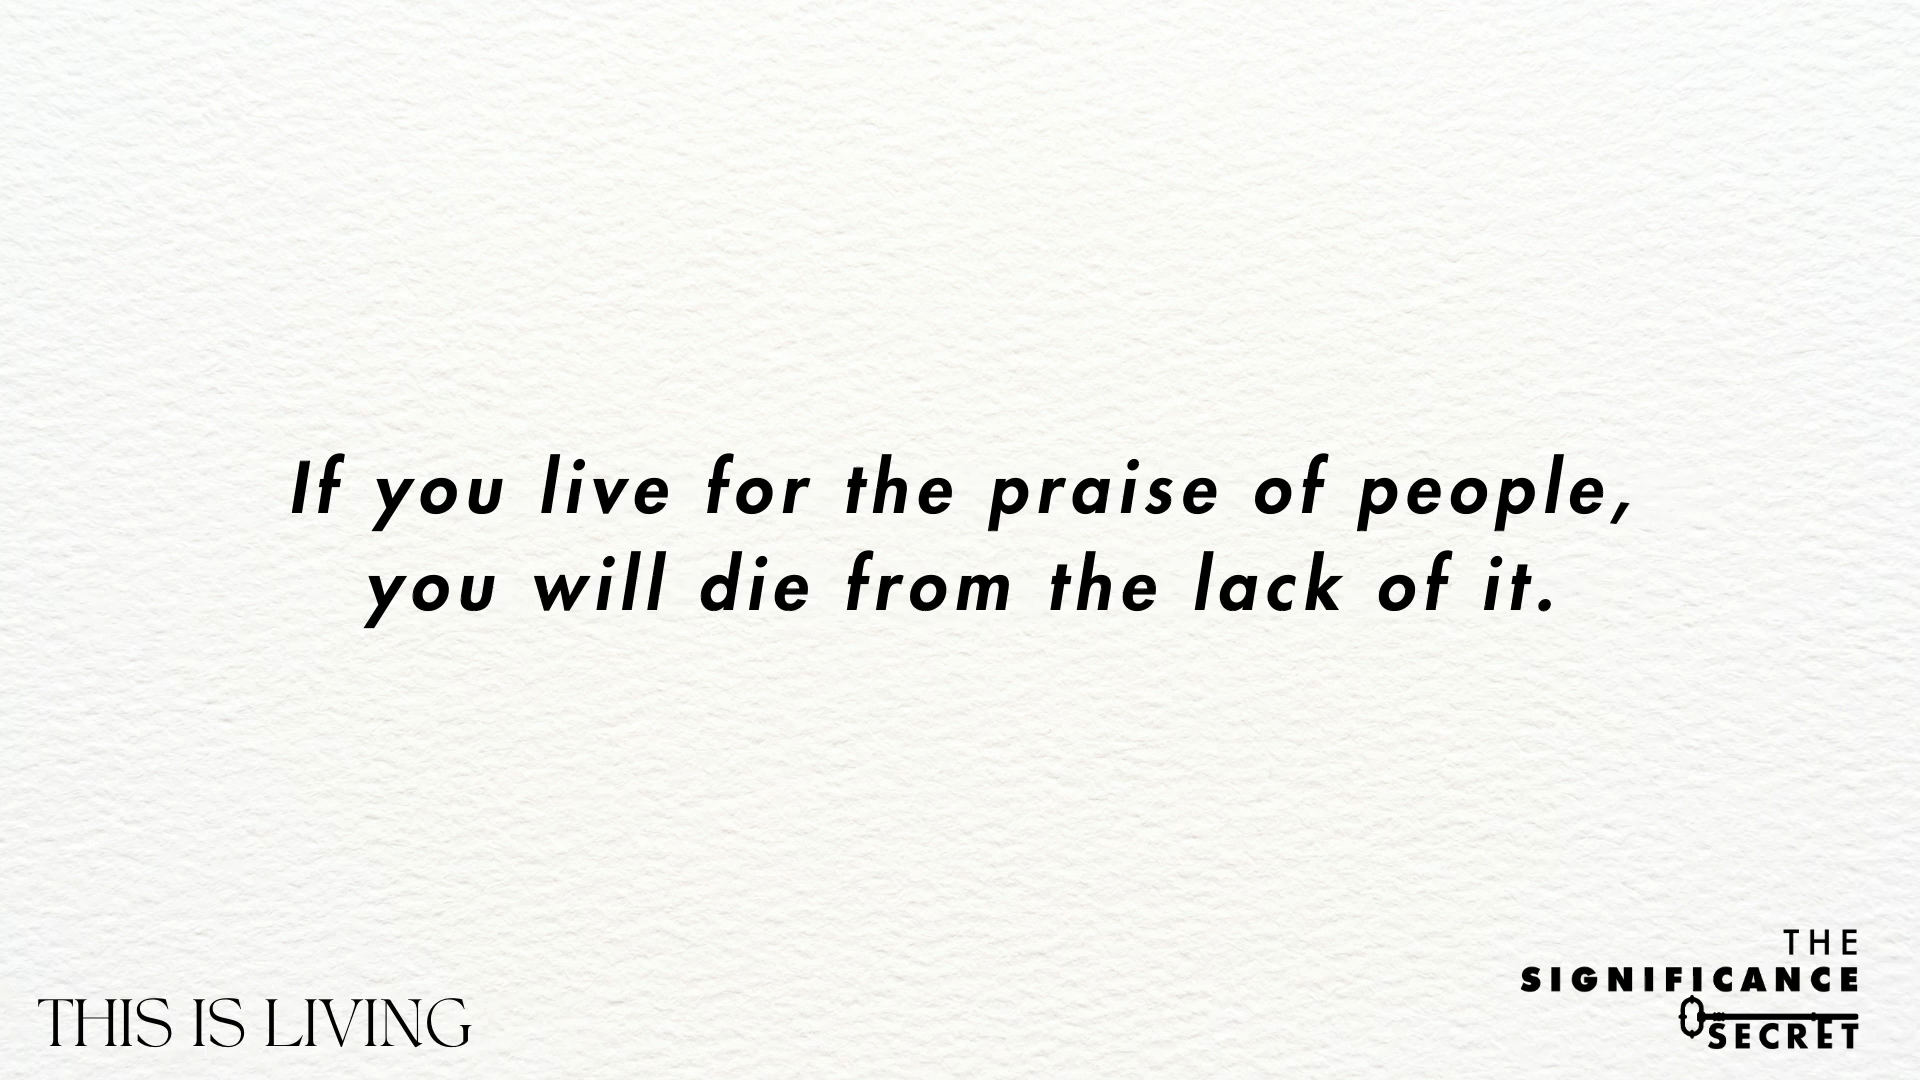 If you live for the praise of people,
you will die from the lack of it.
THIS IS LIVING
THE
SIGNIFICANCE
SECRET